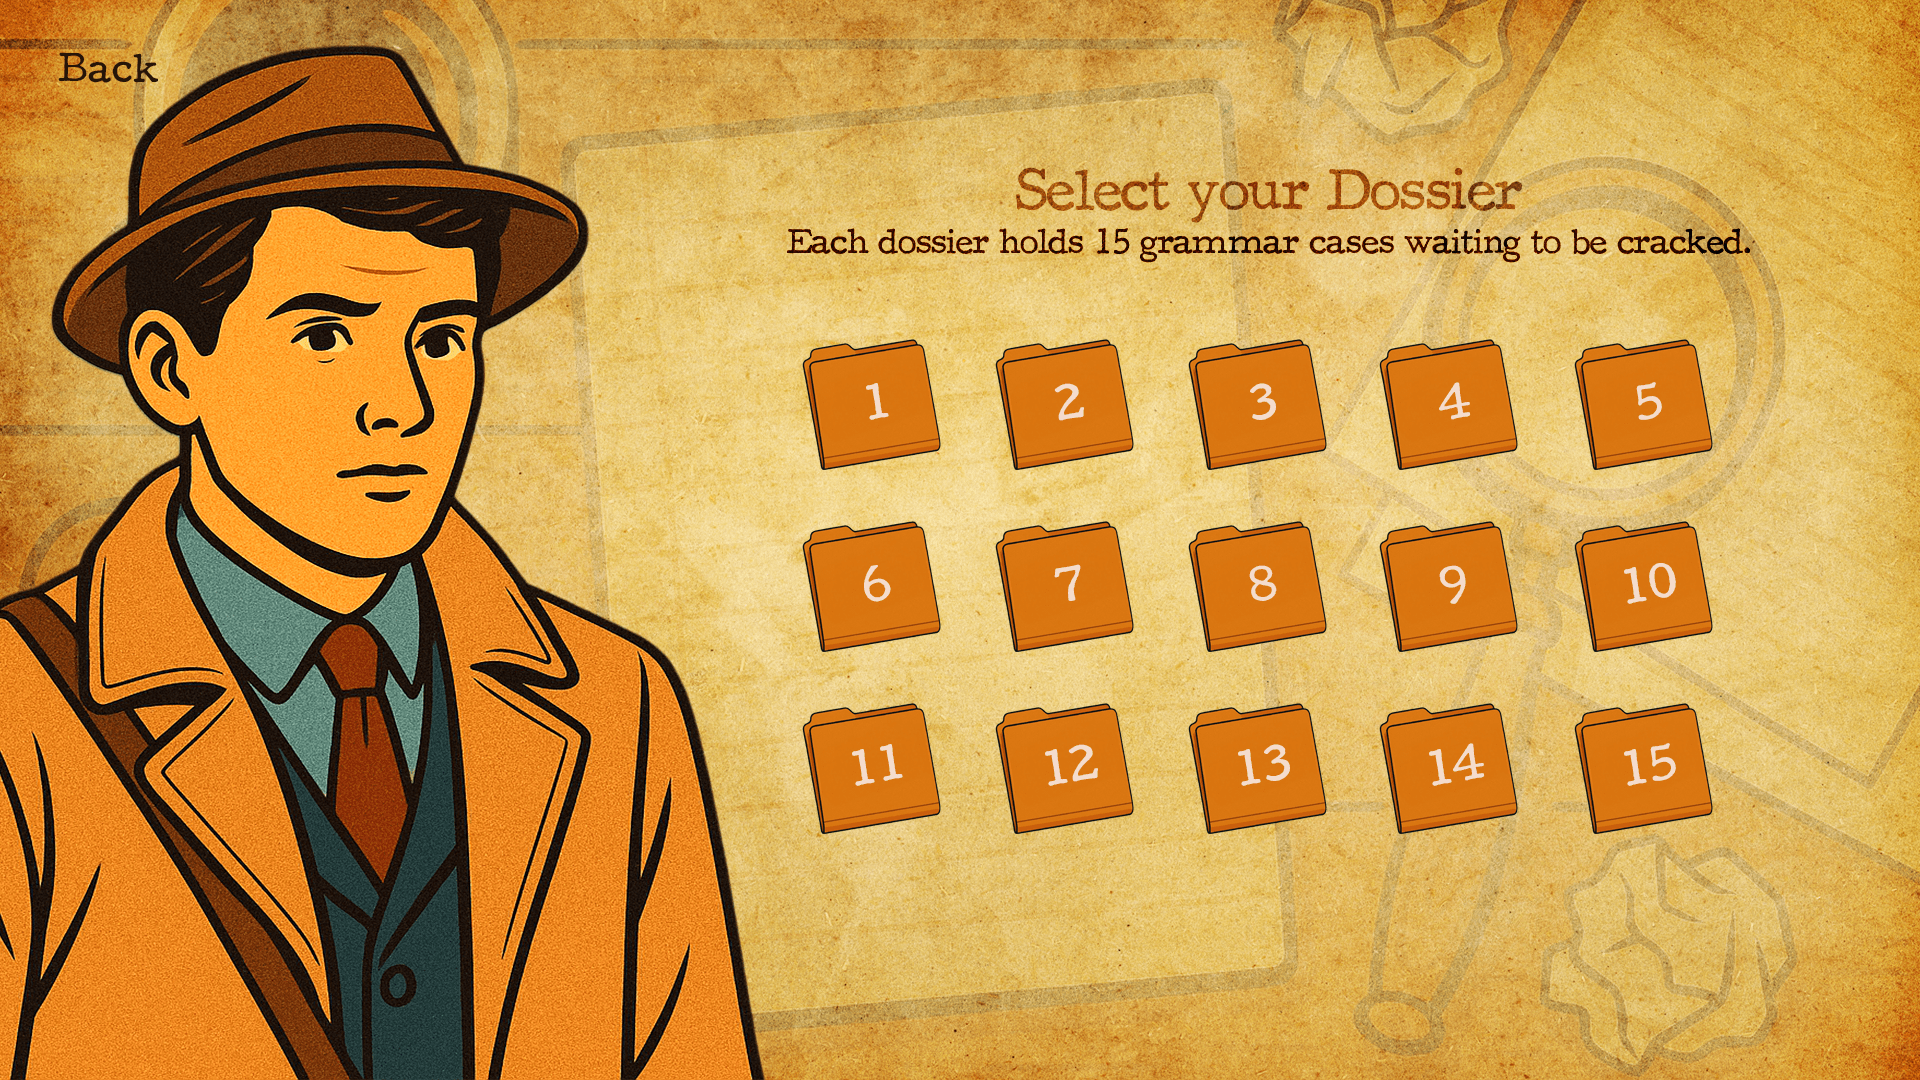 Back
Select your Dossier
Each dossier holds 15 grammar cases waiting to be cracked.
1 2 3 4 5
6 7 8 9 10
11 12 13 14 15